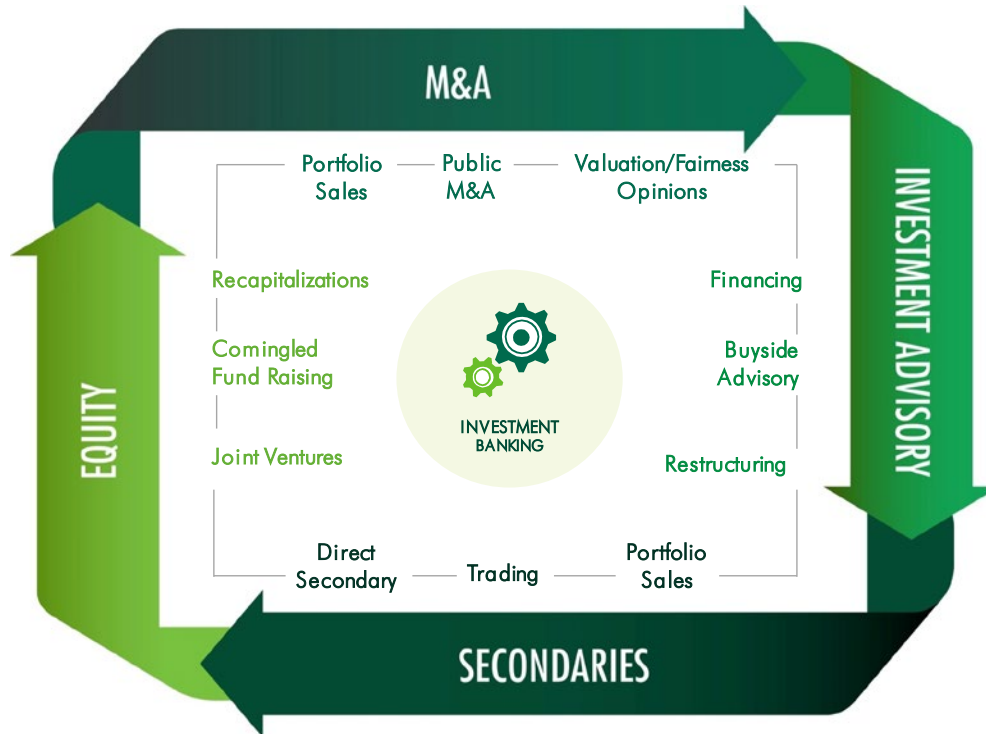 M&A
Portfolio
Sales
Public
M&A
Valuation/Fairness
Opinions
INVESTMENT ADVISORY
Recapitalizations
Financing
Comingled
Fund Raising
Buyside
Advisory
INVESTMENT
BANKING
EQUITY
Joint Ventures
Restructuring
Direct
Secondary
Trading
Portfolio
Sales
SECONDARIES